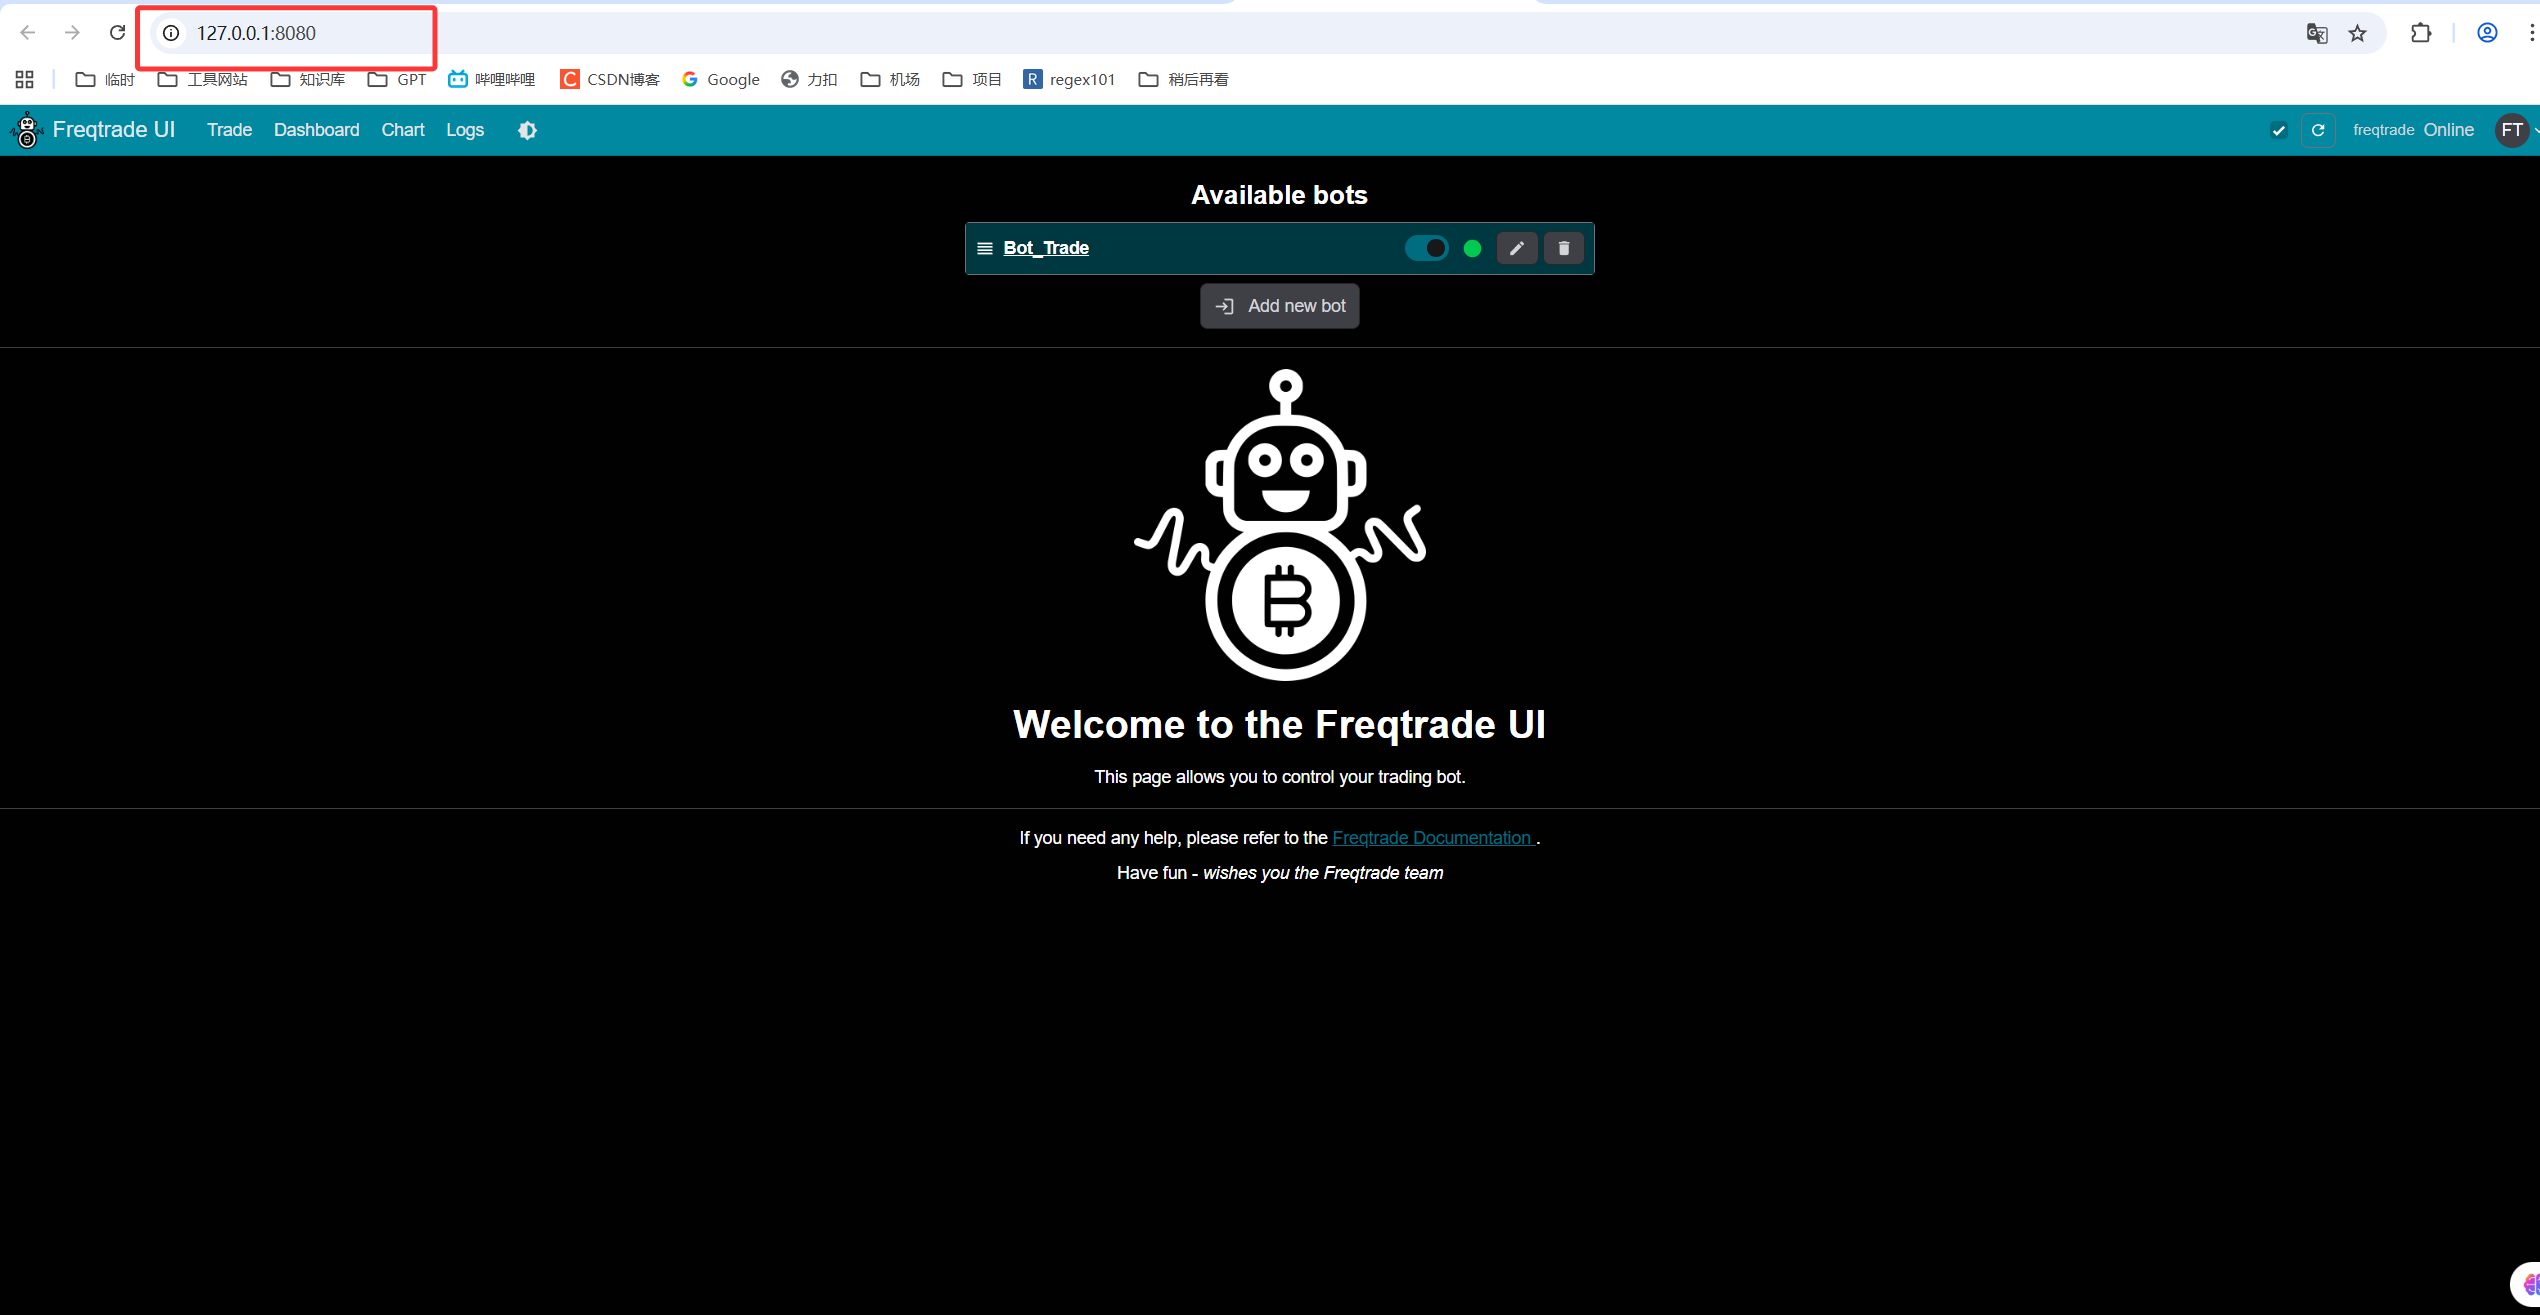 127.0.0.1:8080
临时 工具网站 知识库 GPT 哔哩哔哩 CSDN博客 Google 力扣 机场 项目 regex101 稍后再看
Freqtrade UI Trade Dashboard Chart Logs freqtrade Online FT
Available bots
Bot_Trade
Add new bot
Welcome to the Freqtrade UI
This page allows you to control your trading bot.
If you need any help, please refer to the Freqtrade Documentation .
Have fun - wishes you the Freqtrade team